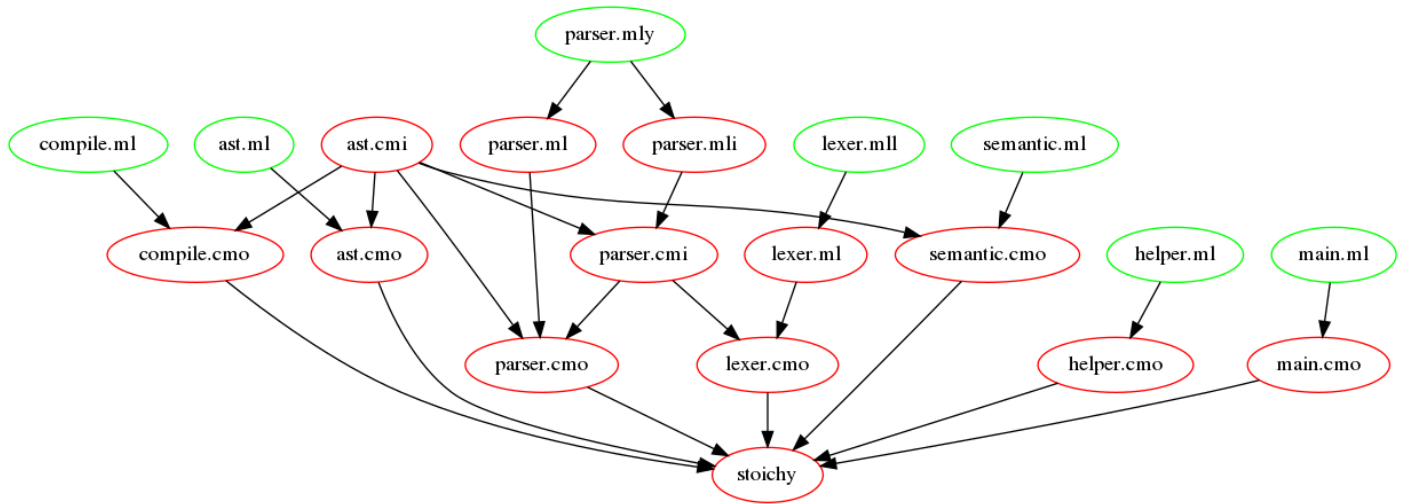 parser.mly
compile.ml
ast.ml
ast.cmi
parser.ml
parser.mli
lexer.mll
semantic.ml
compile.cmo
ast.cmo
parser.cmi
lexer.ml
semantic.cmo
helper.ml
main.ml
parser.cmo
lexer.cmo
helper.cmo
main.cmo
stoichy